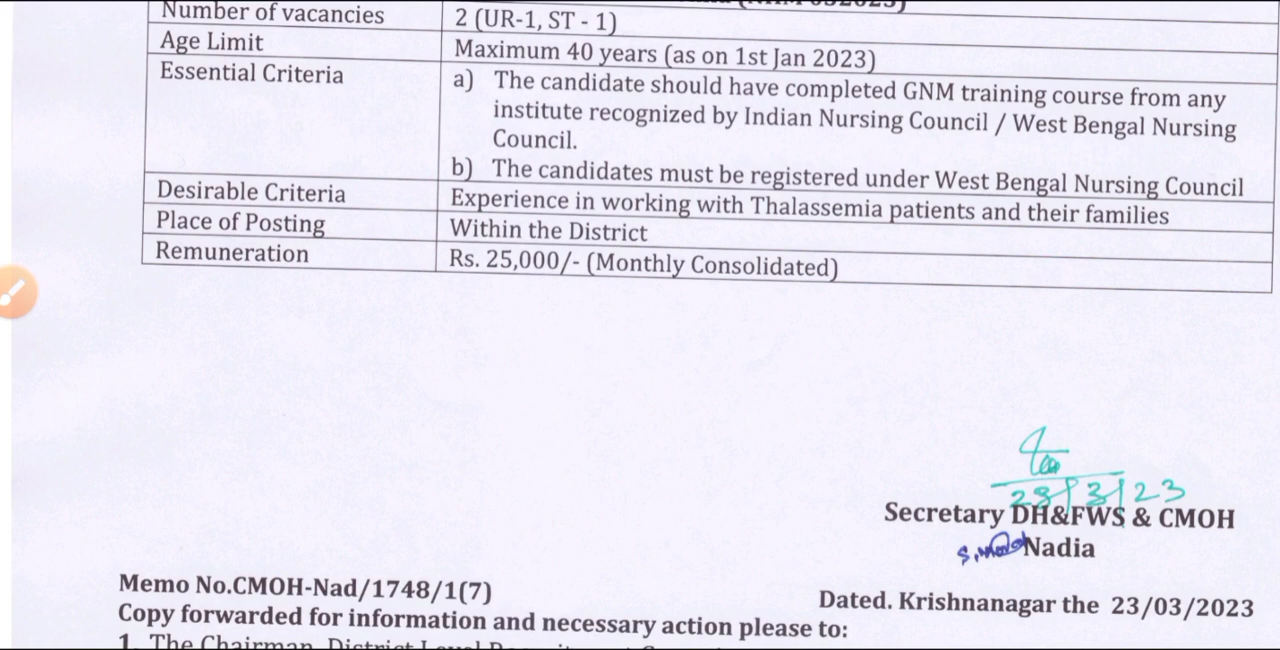 Number of vacancies
2 (UR-1, ST - 1)
Age Limit
Maximum 40 years (as on 1st Jan 2023)
Essential Criteria
a) The candidate should have completed GNM training course from any
institute recognized by Indian Nursing Council / West Bengal Nursing
Council.
b) The candidates must be registered under West Bengal Nursing Council
Desirable Criteria
Experience in working with Thalassemia patients and their families
Place of Posting
Within the District
Remuneration
Rs. 25,000/- (Monthly Consolidated)
23/3/23
Secretary DH&FWS & CMOH
Nadia
Memo No.CMOH-Nad/1748/1(7)
Dated. Krishnanagar the 23/03/2023
Copy forwarded for information and necessary action please to:
1. The Chairman, District Level